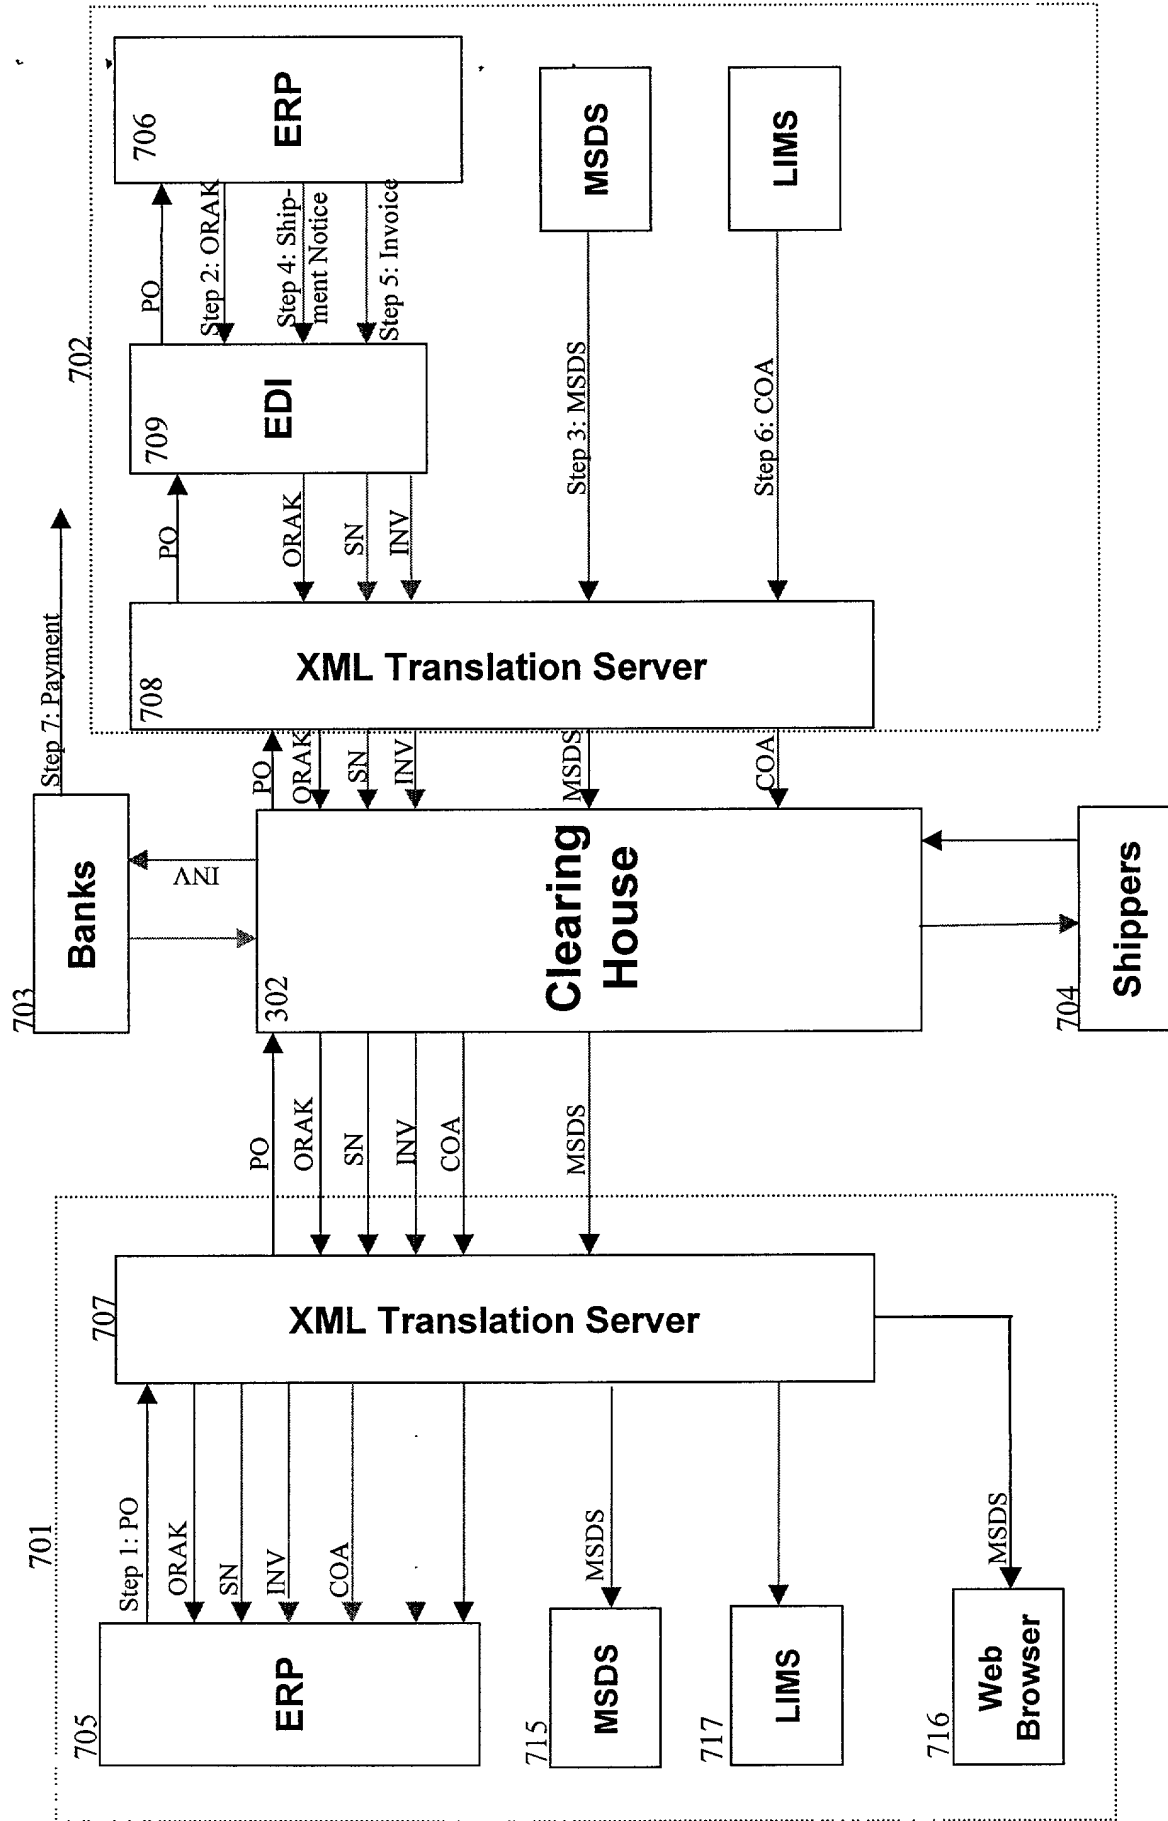 701
705
ERP
Step 1: PO
ORAK
SN
INV
COA
715
MSDS
MSDS
717
LIMS
716
Web
Browser
MSDS
707
XML Translation Server
PO
ORAK
SN
INV
COA
MSDS
703
Banks
Step 7: Payment
INV
302
Clearing
House
704
Shippers
PO
ORAK
SN
INV
MSDS
COA
702
708
XML Translation Server
PO
ORAK
SN
INV
709
EDI
PO
Step 2: ORAK
Step 4: Ship-
ment Notice
Step 5: Invoice
706
ERP
Step 3: MSDS
MSDS
Step 6: COA
LIMS